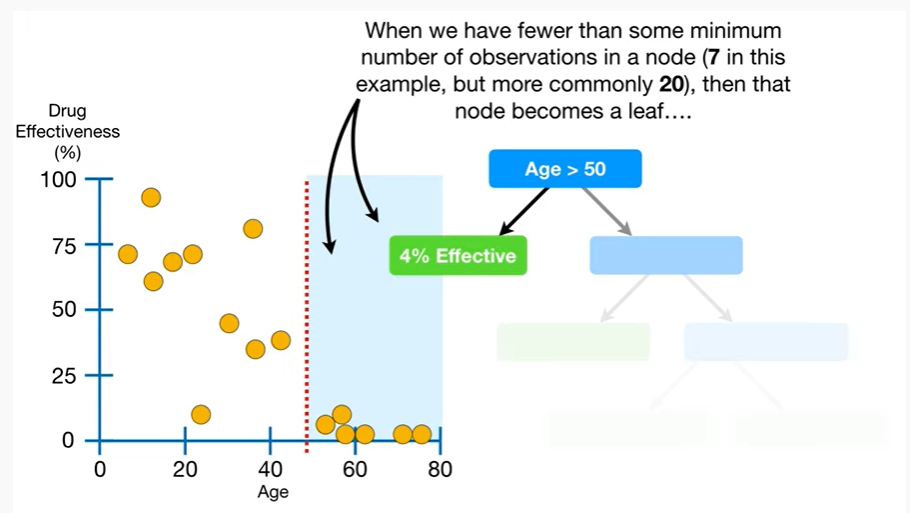 When we have fewer than some minimum
number of observations in a node (7 in this
example, but more commonly 20), then that
node becomes a leaf....
Drug
Effectiveness
(%)
100
75
50
25
0
0 20 40 60 80
Age
Age > 50
4% Effective